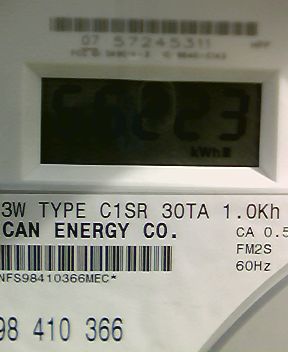 07 57245311
kWh
3W TYPE C1SR 30TA 1.0Kh
CAN ENERGY CO.
CA 0.5
FM2S
NFS98410366MEC*
60Hz
98 410 366